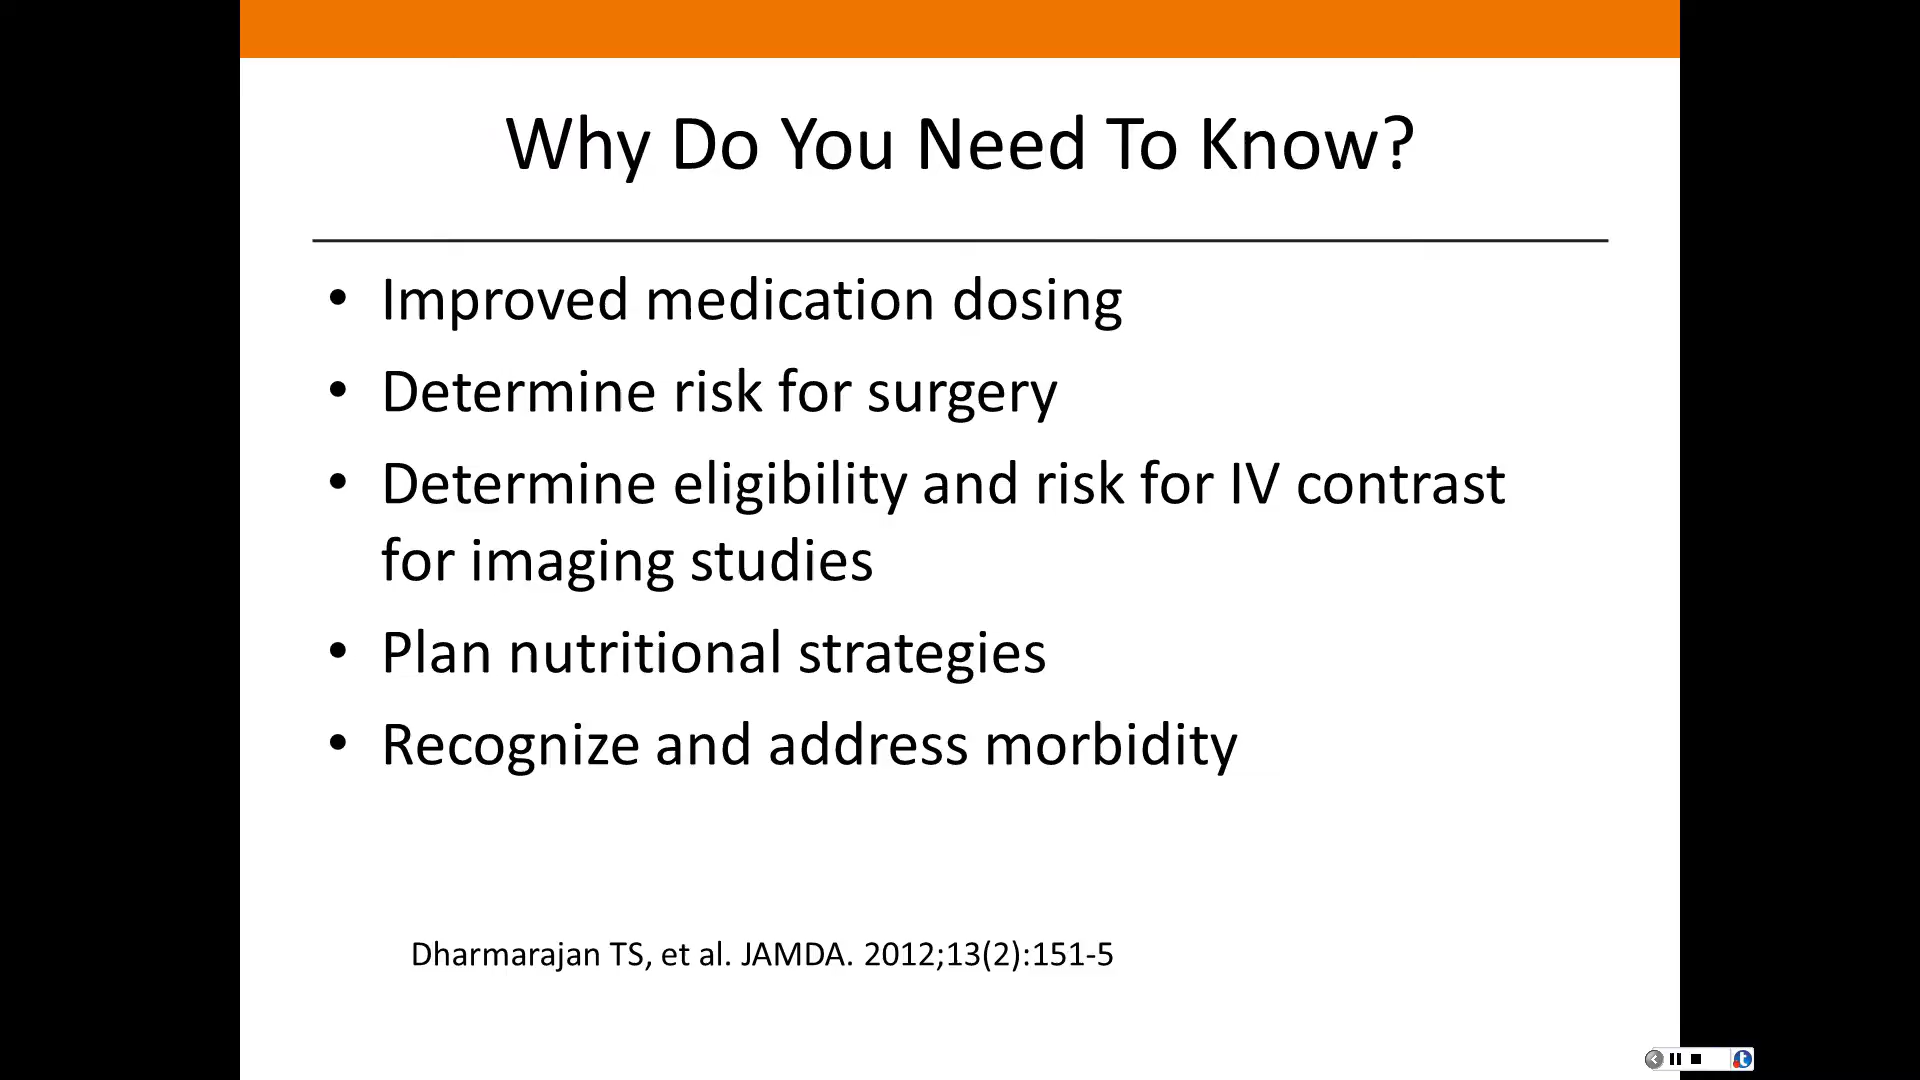 Why Do You Need To Know?
• Improved medication dosing
• Determine risk for surgery
• Determine eligibility and risk for IV contrast
for imaging studies
• Plan nutritional strategies
• Recognize and address morbidity
Dharmarajan TS, et al. JAMDA. 2012;13(2):151-5